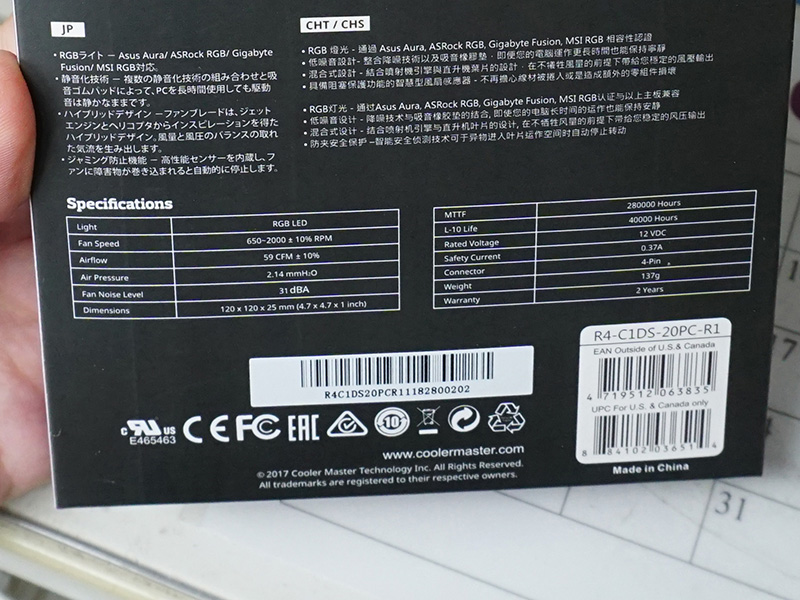 JP
• RGBライト － Asus Aura/ ASRock RGB/ Gigabyte
Fusion/ MSI RGB対応。
• 静音化技術 － 複数の静音化技術の組み合わせと吸
音ゴムパッドによって、PCを長時間使用しても駆動
音は静かなままです。
• ハイブリッドデザイン －ファンブレードは、ジェット
エンジンとヘリコプタからインスピレーションを得た
ハイブリッドデザイン。風量と風圧のバランスの取れ
た気流を生み出します。
• ジャミング防止機能 － 高性能センサーを内蔵し、フ
ァンに障害物が巻き込まれると自動的に停止します。
CHT / CHS
• RGB 燈光 - 通過 Asus Aura, ASRock RGB, Gigabyte Fusion, MSI RGB 相容性認證
• 低噪音設計- 整合降噪技術以及吸音橡膠墊 - 即便您的電腦運作更長時間也能保持寧靜
• 混合式設計 - 結合噴射機引擎與直升機葉片的設計 - 在不犧牲風量的前提下帶給您穩定的風壓輸出
• 具備阻塞保護功能的智慧型風扇感應器 - 不再擔心線材被捲入或是造成額外的零組件損壞
• RGB灯光 - 通过Asus Aura, ASRock RGB, Gigabyte Fusion, MSI RGB认证与以上主板兼容
• 低噪音设计 - 降噪技术与吸音橡胶垫的结合, 即使您的电脑长时间的运作也能保持安静
• 混合式设计 - 结合喷射机引擎与直升机叶片的设计, 在不牺牲风量的前提下带给您稳定的风压输出
• 防夹安全保护 –智能安全侦测技术可于异物进入叶片运作空间时自动停止转动
Specifications
Light RGB LED
Fan Speed 650~2000 ± 10% RPM
Airflow 59 CFM ± 10%
Air Pressure 2.14 mmH₂O
Fan Noise Level 31 dBA
Dimensions 120 x 120 x 25 mm (4.7 x 4.7 x 1 inch)
MTTF 280000 Hours
L-10 Life 40000 Hours
Rated Voltage 12 VDC
Safety Current 0.37A
Connector 4-Pin
Weight 137g
Warranty 2 Years
R4C1DS20PCR11182800202
c RU US
E465463
CE FC EAC 10
www.coolermaster.com
© 2017 Cooler Master Technology Inc. All Rights Reserved.
All trademarks are registered to their respective owners.
R4-C1DS-20PC-R1
EAN Outside of U.S.& Canada
4 719512 063835
UPC For U.S. & Canada only
8 84102 03651 4
Made in China
17
31